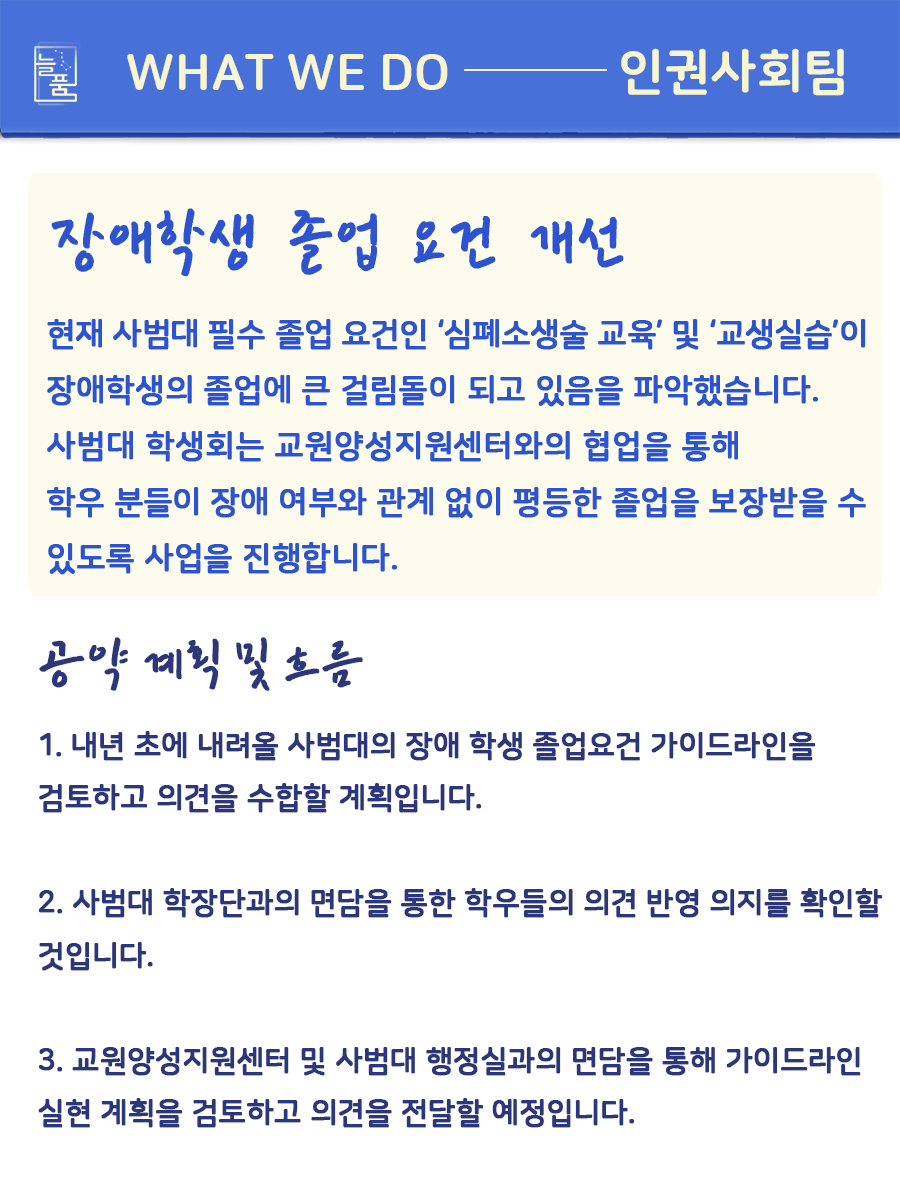 늘품
WHAT WE DO
인권사회팀
장애학생 졸업 요건 개선
현재 사범대 필수 졸업 요건인 ‘심폐소생술 교육’ 및 ‘교생실습’이
장애학생의 졸업에 큰 걸림돌이 되고 있음을 파악했습니다.
사범대 학생회는 교원양성지원센터와의 협업을 통해
학우 분들이 장애 여부와 관계 없이 평등한 졸업을 보장받을 수
있도록 사업을 진행합니다.
공약 계획 및 흐름
1. 내년 초에 내려올 사범대의 장애 학생 졸업요건 가이드라인을
검토하고 의견을 수합할 계획입니다.
2. 사범대 학장단과의 면담을 통한 학우들의 의견 반영 의지를 확인할
것입니다.
3. 교원양성지원센터 및 사범대 행정실과의 면담을 통해 가이드라인
실현 계획을 검토하고 의견을 전달할 예정입니다.